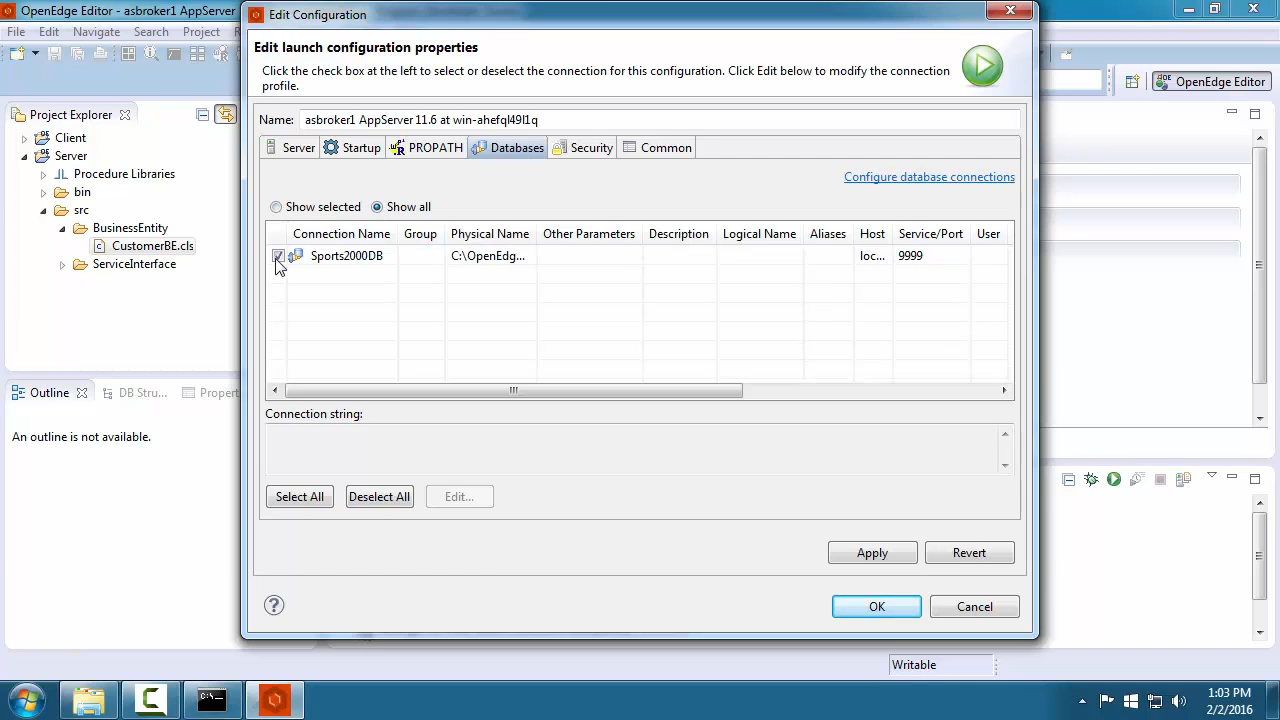 OpenEdge Editor - asbroker1 AppServer
Edit Configuration
File Edit Navigate Search Project
Edit launch configuration properties
Click the check box at the left to select or deselect the connection for this configuration. Click Edit below to modify the connection
profile.
OpenEdge Editor
Project Explorer
Name: asbroker1 AppServer 11.6 at win-ahefql49l1q
Client
Server
Procedure Libraries
bin
src
BusinessEntity
CustomerBE.cls
ServiceInterface
Server Startup PROPATH Databases Security Common
Configure database connections
Show selected Show all
Connection Name Group Physical Name Other Parameters Description Logical Name Aliases Host Service/Port User
Sports2000DB C:\OpenEdg... loc... 9999
Outline DB Stru... Propert
An outline is not available.
Connection string:
Select All Deselect All Edit...
Apply Revert
OK Cancel
Writable
1:03 PM
2/2/2016